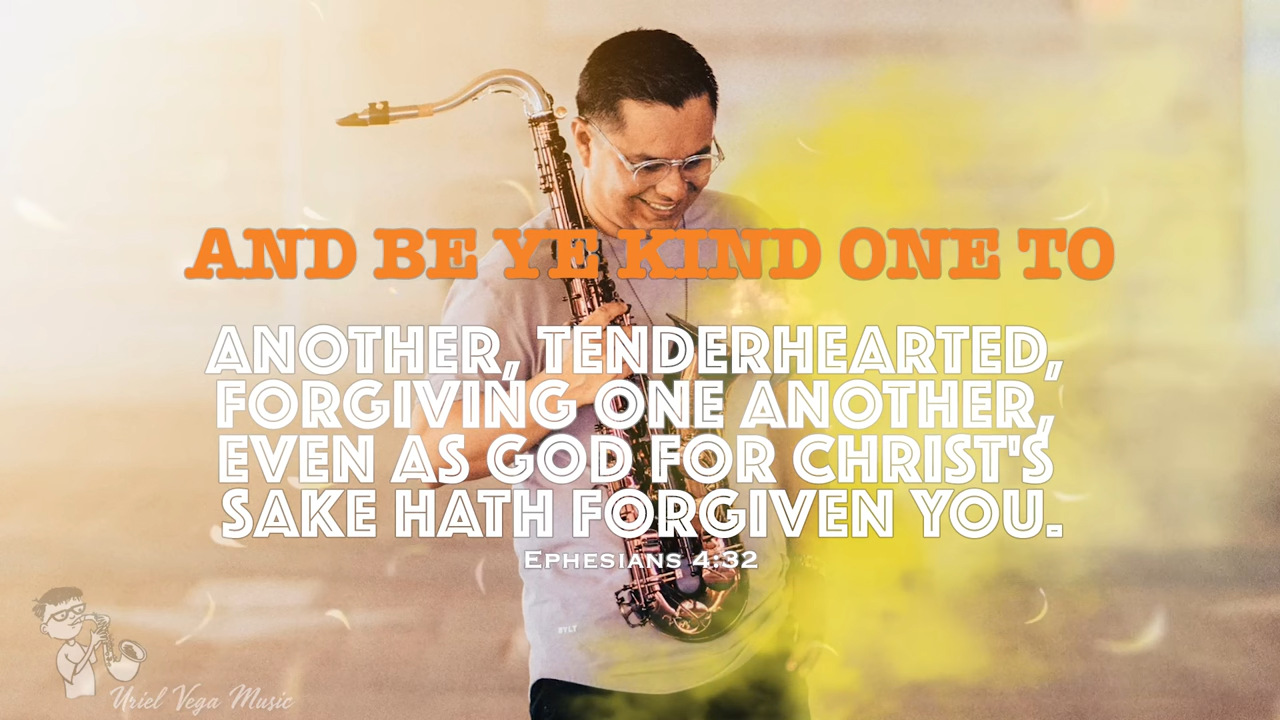 AND BE YE KIND ONE TO
ANOTHER, TENDERHEARTED,
FORGIVING ONE ANOTHER,
EVEN AS GOD FOR CHRIST'S
SAKE HATH FORGIVEN YOU.
EPHESIANS 4:32
BYLT
Uriel Vega Music